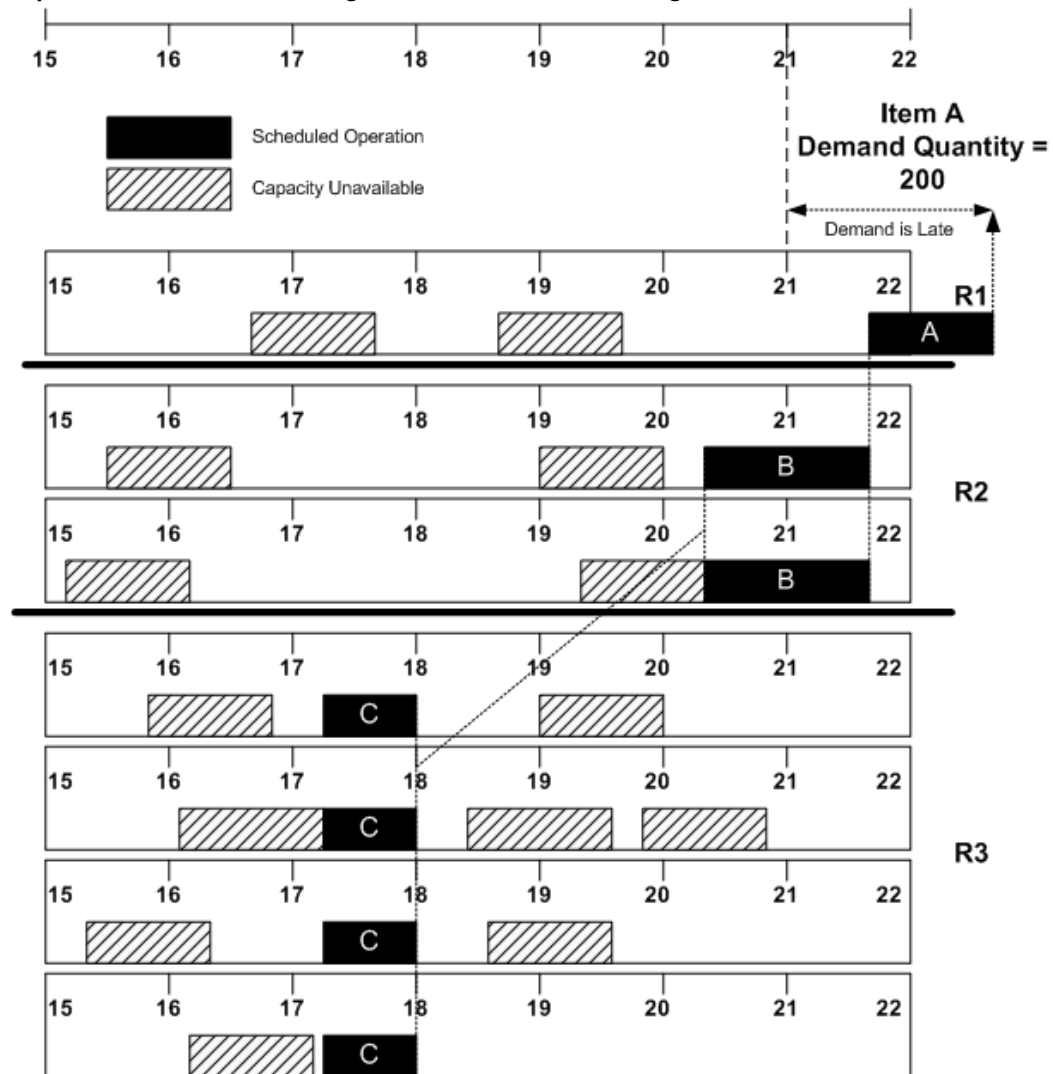 15 16 17 18 19 20 21 22
Item A
Demand Quantity =
200
Scheduled Operation
Capacity Unavailable
Demand is Late
15 16 17 18 19 20 21 22
R1
A
15 16 17 18 19 20 21 22
B
R2
15 16 17 18 19 20 21 22
B
15 16 17 18 19 20 21 22
C
15 16 17 18 19 20 21 22
C
R3
15 16 17 18 19 20 21 22
C
15 16 17 18 19 20 21 22
C